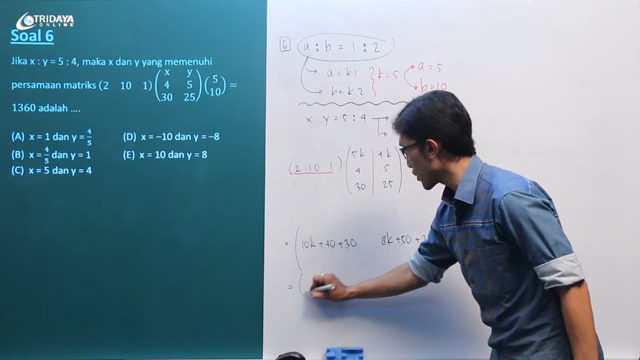 TRIDAYA
ONLINE
Soal 6
Jika x : y = 5 : 4, maka x dan y yang memenuhi
persamaan matriks (2 10 1) (x y
4 5
30 25) (5
10) =
1360 adalah ....
(A) x = 1 dan y = 4/5
(B) x = 4/5 dan y = 1
(C) x = 5 dan y = 4
(D) x = –10 dan y = –8
(E) x = 10 dan y = 8
6 a : b = 1 : 2
a = k1
b = k2
k = 5
a = 5
b = 10
x : y = 5 : 4
(2 10 1) (5k 4k
4 5
30 25)
= (10k + 40 + 30 8k + 50 +
= (